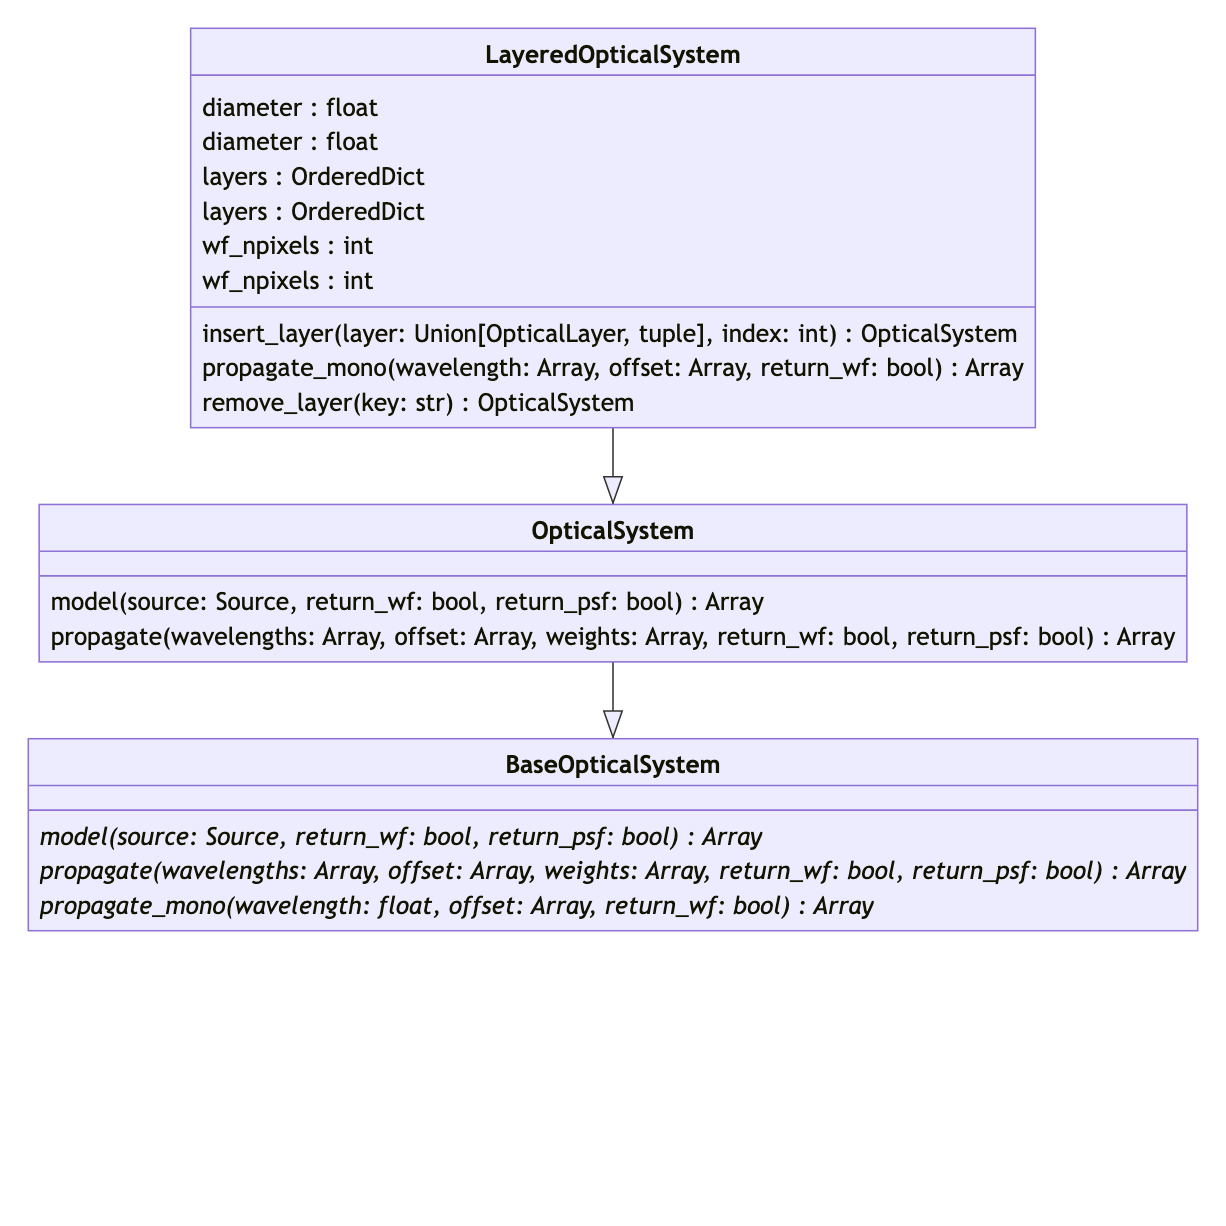 LayeredOpticalSystem
diameter : float
diameter : float
layers : OrderedDict
layers : OrderedDict
wf_npixels : int
wf_npixels : int
insert_layer(layer: Union[OpticalLayer, tuple], index: int) : OpticalSystem
propagate_mono(wavelength: Array, offset: Array, return_wf: bool) : Array
remove_layer(key: str) : OpticalSystem
OpticalSystem
model(source: Source, return_wf: bool, return_psf: bool) : Array
propagate(wavelengths: Array, offset: Array, weights: Array, return_wf: bool, return_psf: bool) : Array
BaseOpticalSystem
model(source: Source, return_wf: bool, return_psf: bool) : Array
propagate(wavelengths: Array, offset: Array, weights: Array, return_wf: bool, return_psf: bool) : Array
propagate_mono(wavelength: float, offset: Array, return_wf: bool) : Array